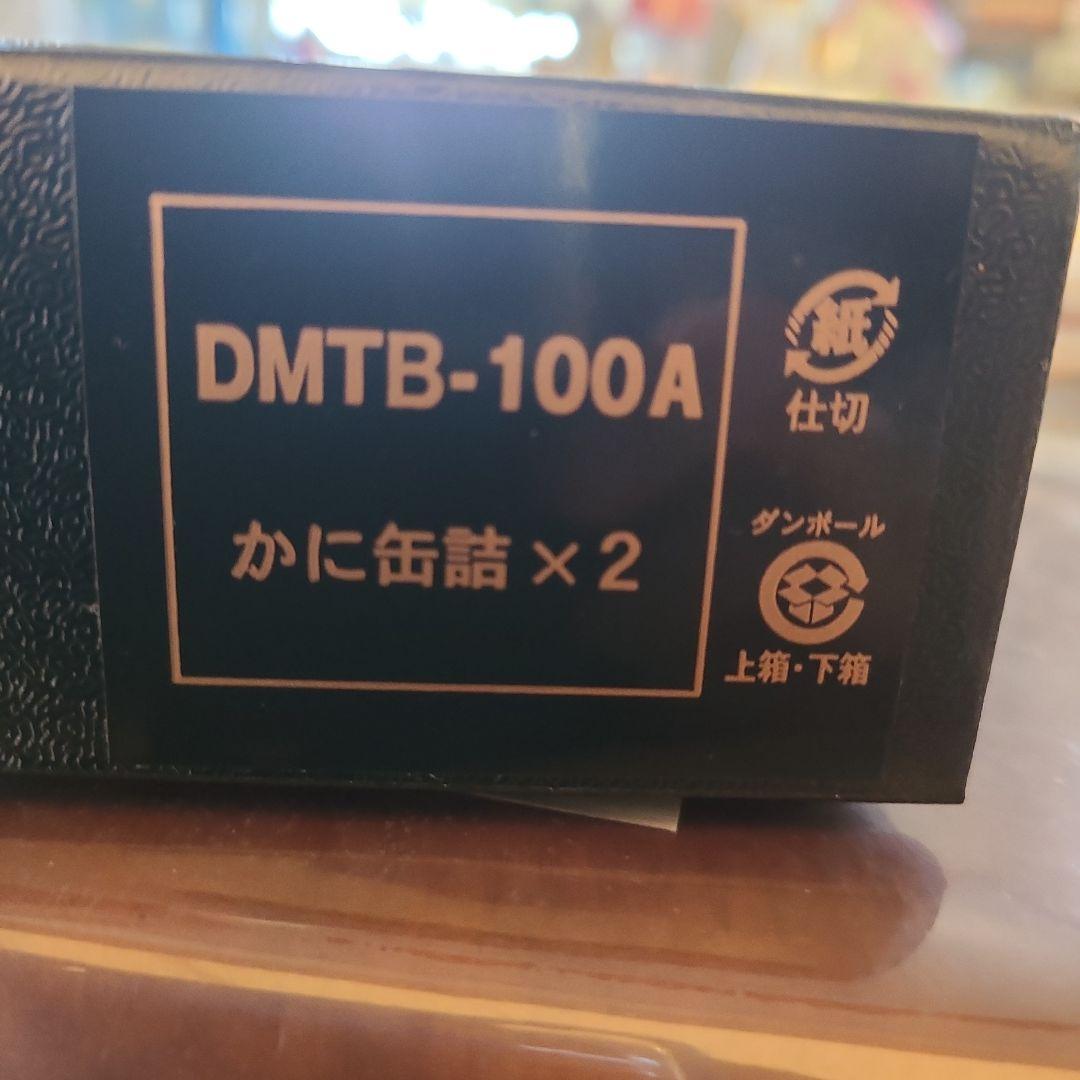 DMTB-100A
かに缶詰×2
紙
仕切
ダンボール
上箱・下箱